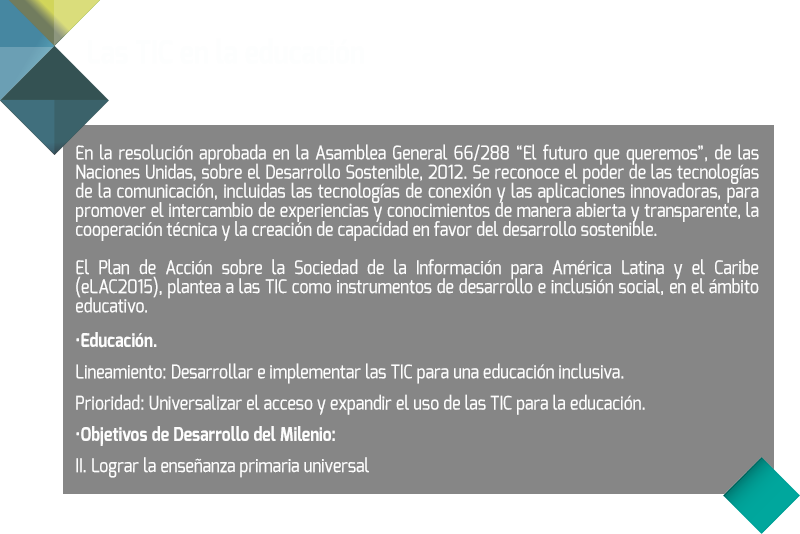 En la resolución aprobada en la Asamblea General 66/288 “El futuro que queremos”, de las
Naciones Unidas, sobre el Desarrollo Sostenible, 2012. Se reconoce el poder de las tecnologías
de la comunicación, incluidas las tecnologías de conexión y las aplicaciones innovadoras, para
promover el intercambio de experiencias y conocimientos de manera abierta y transparente, la
cooperación técnica y la creación de capacidad en favor del desarrollo sostenible.
El Plan de Acción sobre la Sociedad de la Información para América Latina y el Caribe
(eLAC2015), plantea a las TIC como instrumentos de desarrollo e inclusión social, en el ámbito
educativo.
•Educación.
Lineamiento: Desarrollar e implementar las TIC para una educación inclusiva.
Prioridad: Universalizar el acceso y expandir el uso de las TIC para la educación.
•Objetivos de Desarrollo del Milenio:
II. Lograr la enseñanza primaria universal